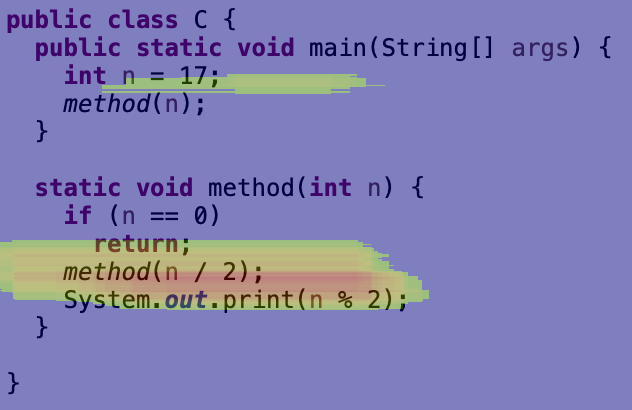 public class C {
public static void main(String[] args) {
int n = 17;
method(n);
}
static void method(int n) {
if (n == 0)
return;
method(n / 2);
System.out.print(n % 2);
}
}